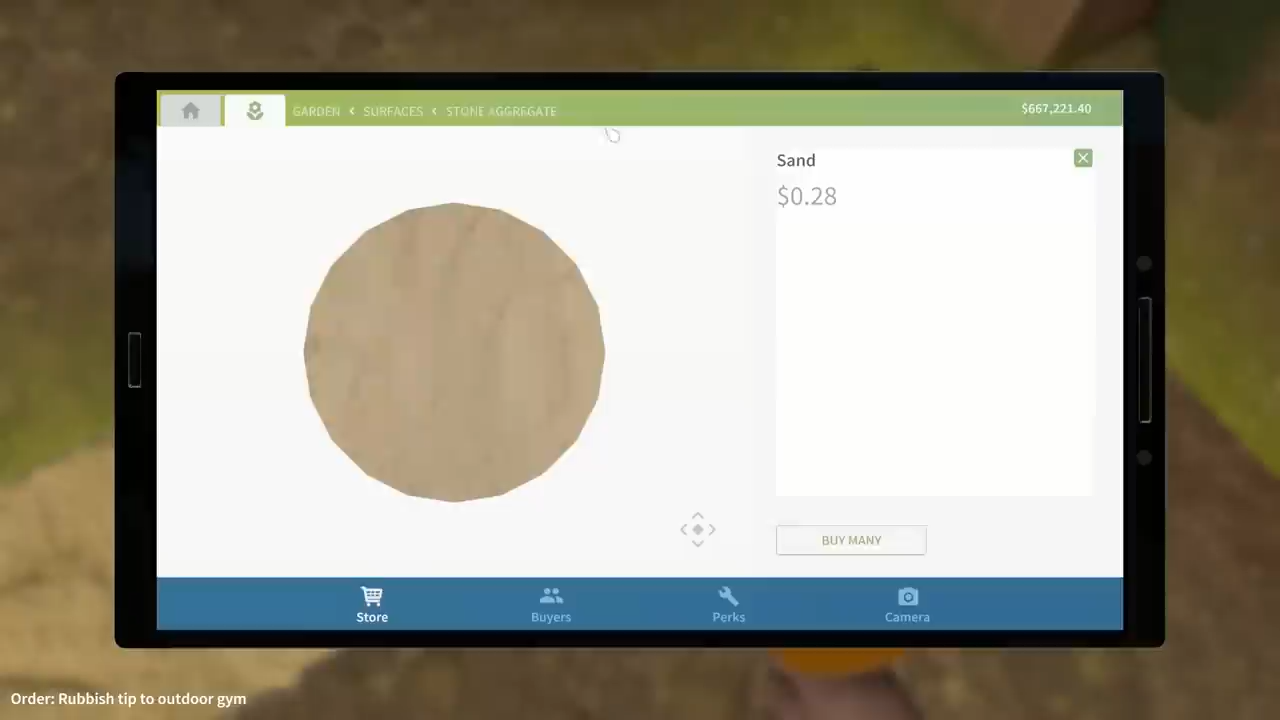 GARDEN < SURFACES < STONE AGGREGATE
$667,221.40
Sand
$0.28
BUY MANY
Store
Buyers
Perks
Camera
Order: Rubbish tip to outdoor gym